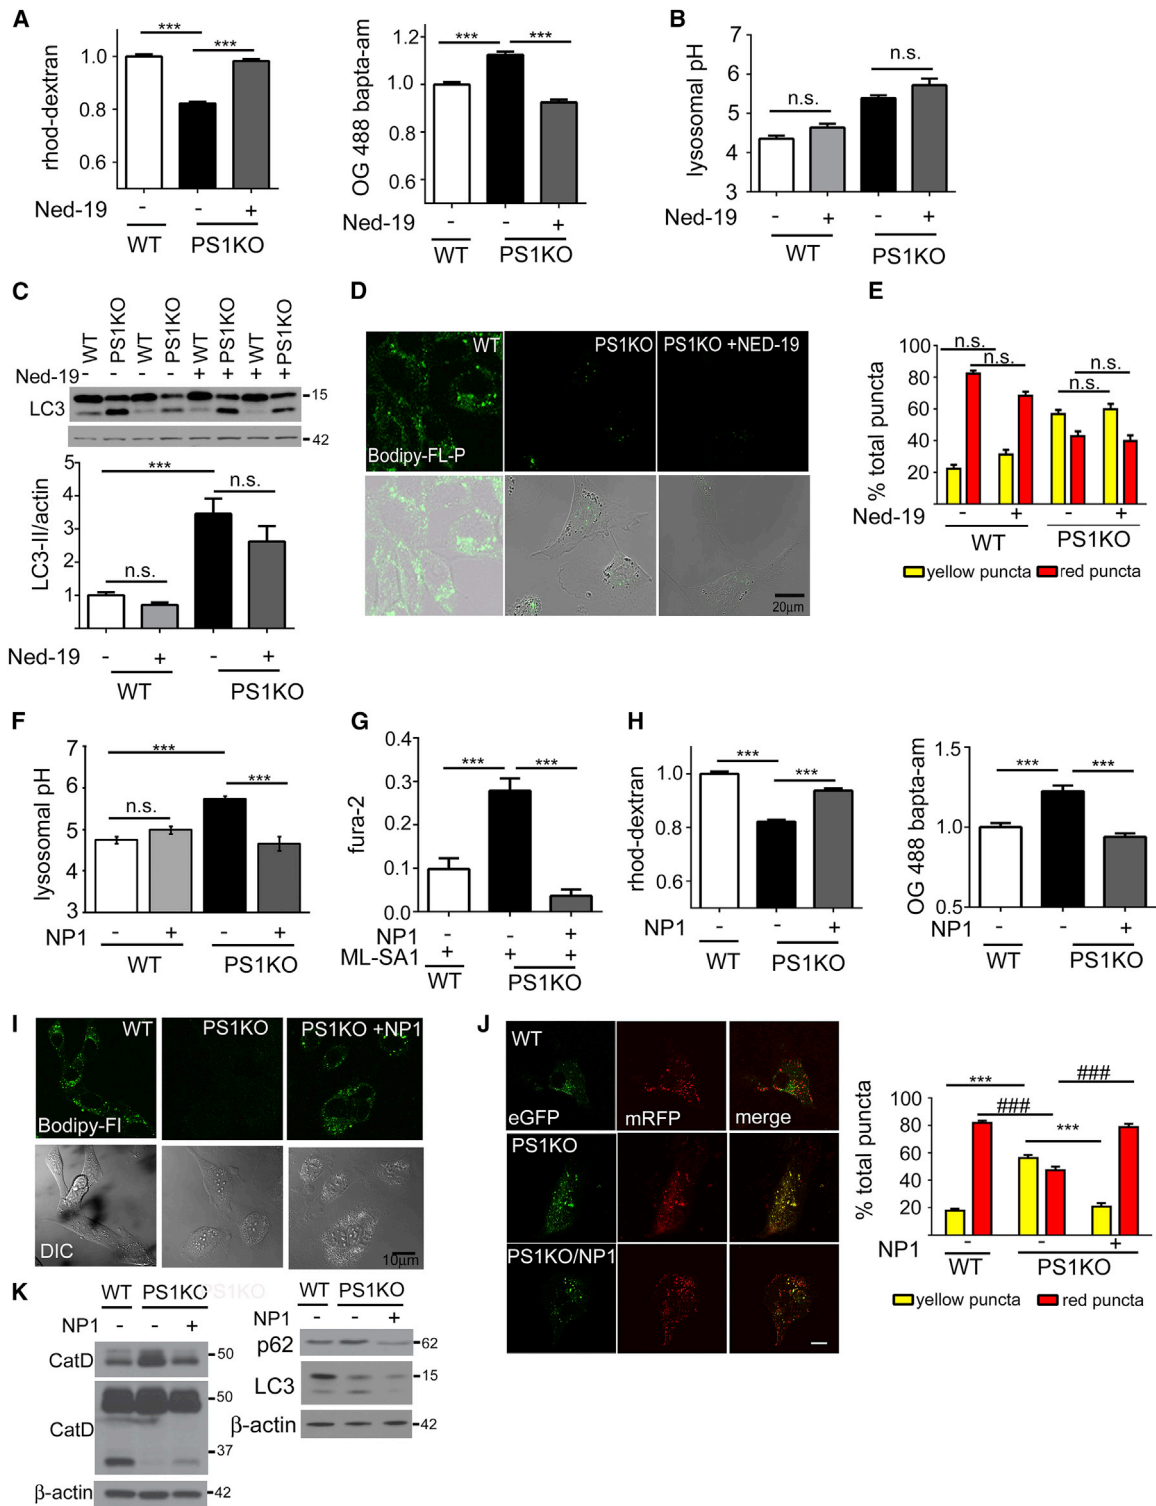 A
rhod-dextran
1.0
0.8
0.6
***
***
Ned-19 - - +
WT PS1KO
OG 488 bapta-am
1.2
1.0
0.8
0.6
***
***
Ned-19 - - +
WT PS1KO
B
lysosomal pH
7
6
5
4
3
n.s.
n.s.
Ned-19 - + - +
WT PS1KO
C
WT PS1KO WT PS1KO WT PS1KO WT PS1KO
Ned-19 - - - - + + + +
LC3
15
42
LC3-II/actin
5
4
3
2
1
***
n.s.
n.s.
Ned-19 - + - +
WT PS1KO
D
WT PS1KO PS1KO +NED-19
Bodipy-FL-P
20μm
E
% total puncta
100
80
60
40
20
n.s.
n.s.
n.s.
n.s.
Ned-19 - + - +
WT PS1KO
yellow puncta red puncta
F
lysosomal pH
7
6
5
4
3
***
***
n.s.
NP1 - + - +
WT PS1KO
G
fura-2
0.4
0.3
0.2
0.1
0.0
***
***
NP1 - - +
ML-SA1 + + +
WT PS1KO
H
rhod-dextran
1.0
0.8
0.6
***
***
NP1 - - +
WT PS1KO
OG 488 bapta-am
1.5
1.0
0.5
***
***
NP1 - - +
WT PS1KO
I
WT PS1KO PS1KO +NP1
Bodipy-Fl
DIC
10μm
J
WT
eGFP mRFP merge
PS1KO
PS1KO/NP1
% total puncta
100
80
60
40
20
***
###
###
***
NP1 - - +
WT PS1KO
yellow puncta red puncta
K
WT PS1KO PS1KO
NP1 - - +
CatD 50
CatD 50
37
β-actin 42
WT PS1KO
NP1 - - +
p62 62
LC3 15
β-actin 42